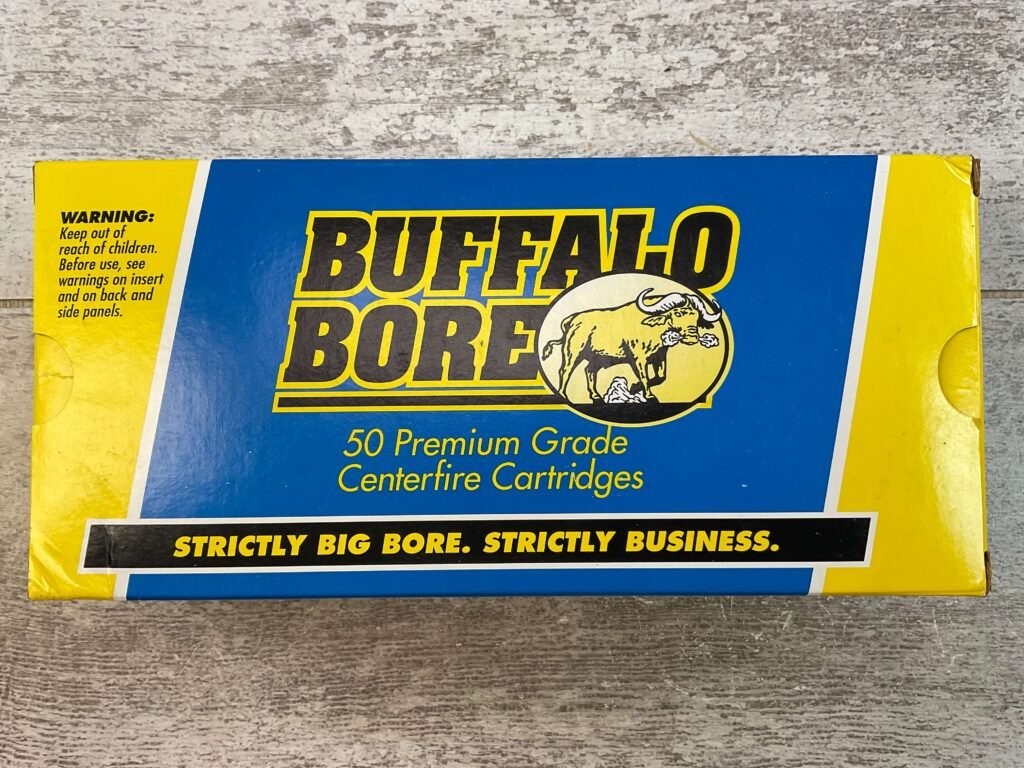 WARNING:
Keep out of
reach of children.
Before use, see
warnings on insert
and on back and
side panels.
BUFFALO
BORE
50 Premium Grade
Centerfire Cartridges
STRICTLY BIG BORE. STRICTLY BUSINESS.